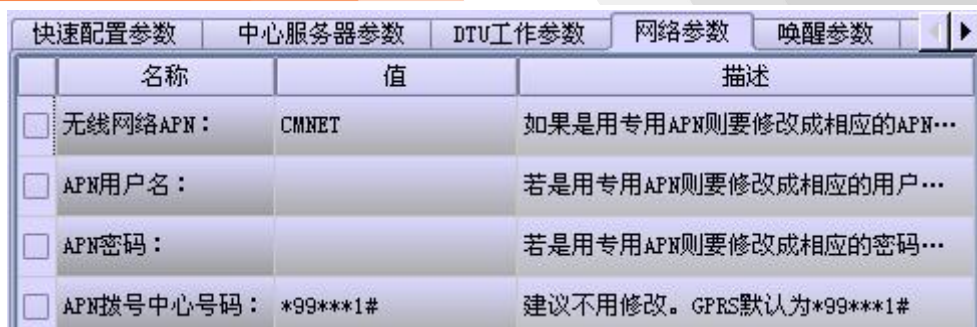 快速配置参数 中心服务器参数 DTU工作参数 网络参数 唤醒参数
名称 值 描述
无线网络APN： CMNET 如果是用专用APN则要修改成相应的APN…
APN用户名： 若是用专用APN则要修改成相应的用户…
APN密码： 若是用专用APN则要修改成相应的密码…
APN拨号中心号码： *99***1# 建议不用修改。GPRS默认为*99***1#